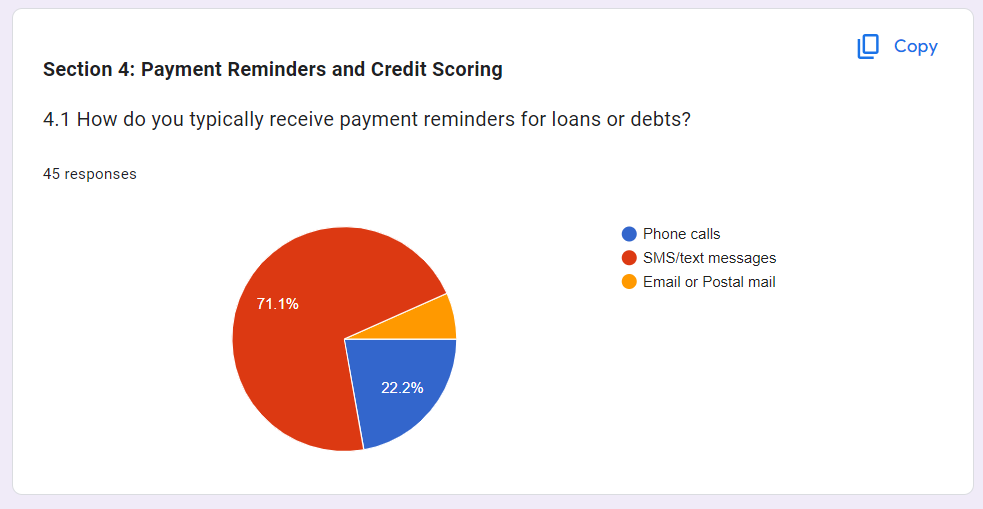 Copy
Section 4: Payment Reminders and Credit Scoring
4.1 How do you typically receive payment reminders for loans or debts?
45 responses
Phone calls
SMS/text messages
Email or Postal mail
71.1%
22.2%